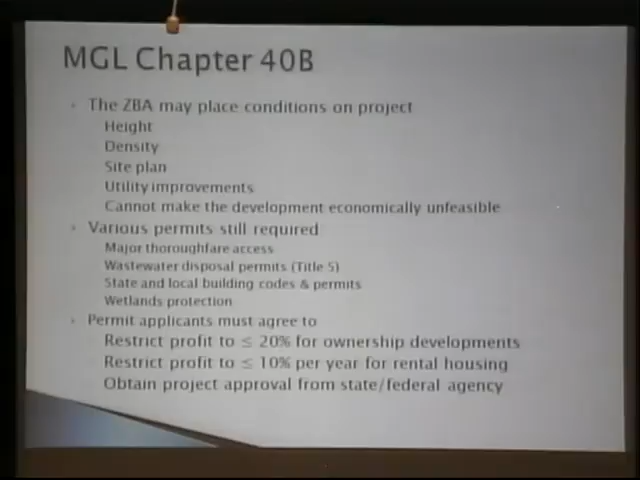 MGL Chapter 40B
The ZBA may place conditions on project
Height
Density
Site plan
Utility improvements
Cannot make the development economically unfeasible
Various permits still required
Major thoroughfare access
Wastewater disposal permits (Title 5)
State and local building codes & permits
Wetlands protection
Permit applicants must agree to
Restrict profit to ≤ 20% for ownership developments
Restrict profit to ≤ 10% per year for rental housing
Obtain project approval from state/federal agency